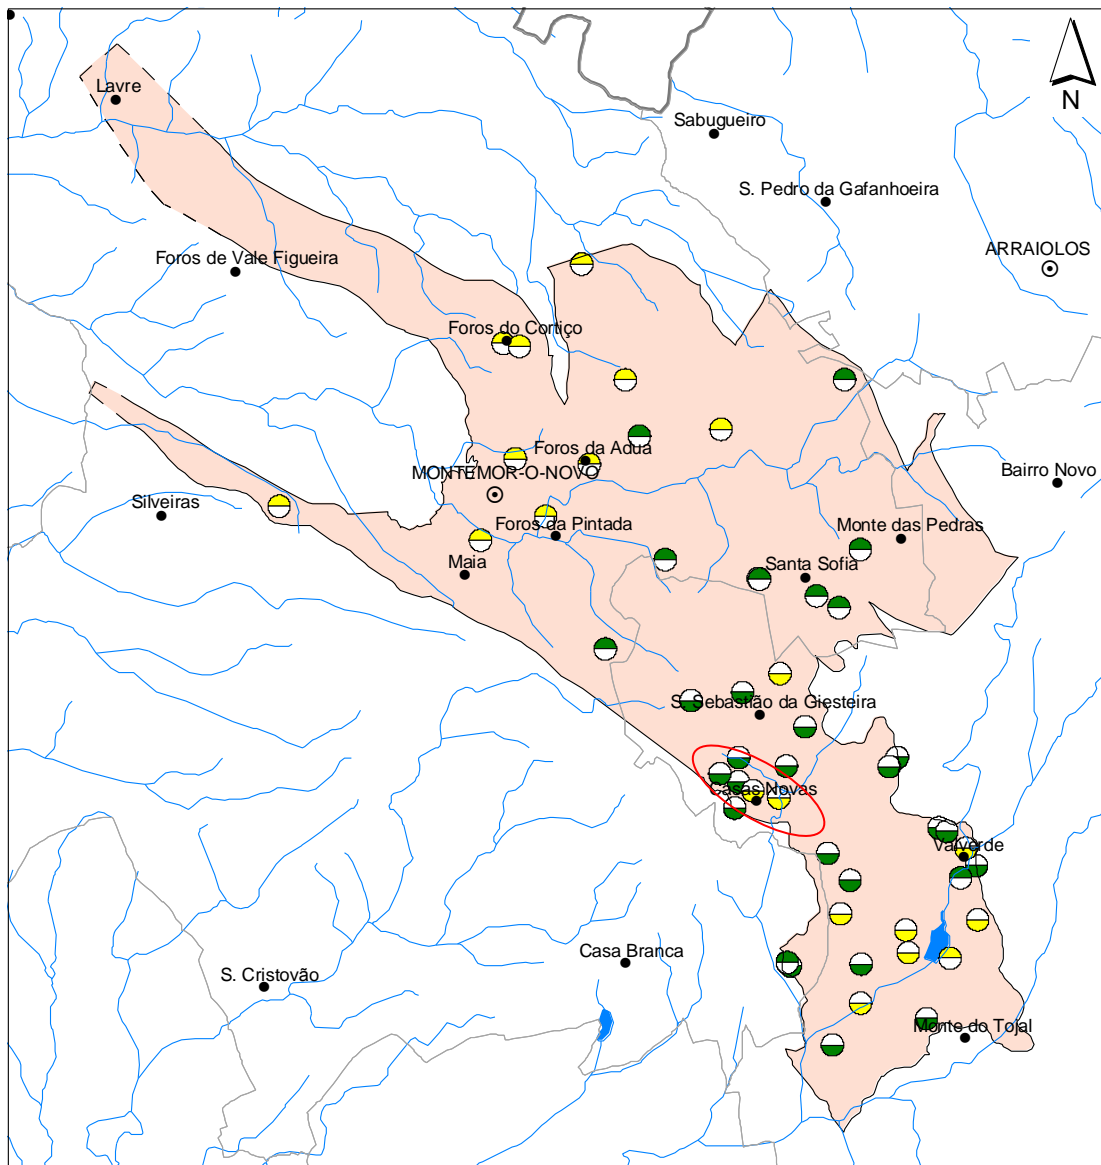 Lavre
N
Sabugueiro
S. Pedro da Gafanhoeira
ARRAIOLOS
Foros de Vale Figueira
Foros do Cortiço
Foros da Adua
MONTEMOR-O-NOVO
Bairro Novo
Silveiras
Foros da Pintada
Monte das Pedras
Maia
Santa Sofia
S. Sebastião da Giesteira
Casas Novas
Valverde
Casa Branca
S. Cristovão
Monte do Tojal